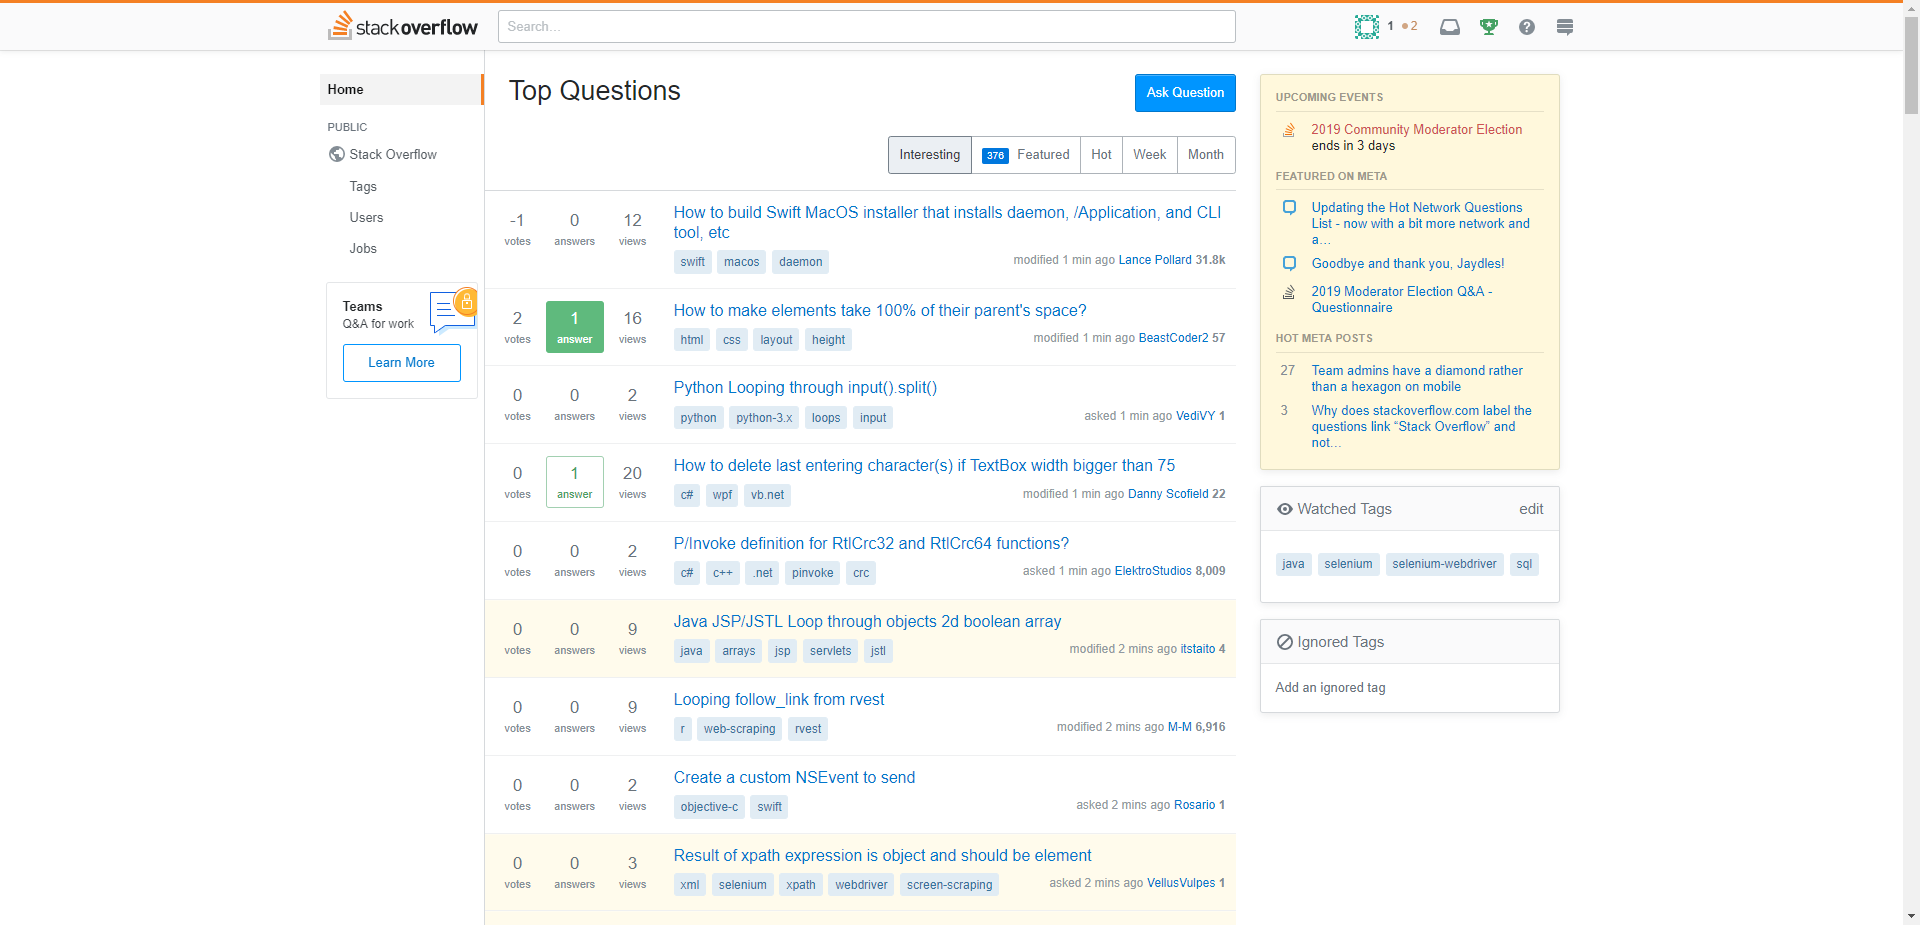 stackoverflow
Search...
1 ● 2
Home
PUBLIC
Stack Overflow
Tags
Users
Jobs
Teams
Q&A for work
Learn More
Top Questions
Ask Question
Interesting
376 Featured
Hot
Week
Month
-1 votes
0 answers
12 views
How to build Swift MacOS installer that installs daemon, /Application, and CLI
tool, etc
swift macos daemon
modified 1 min ago Lance Pollard 31.8k
2 votes
1 answer
16 views
How to make elements take 100% of their parent's space?
html css layout height
modified 1 min ago BeastCoder2 57
0 votes
0 answers
2 views
Python Looping through input().split()
python python-3.x loops input
asked 1 min ago VediVY 1
0 votes
1 answer
20 views
How to delete last entering character(s) if TextBox width bigger than 75
c# wpf vb.net
modified 1 min ago Danny Scofield 22
0 votes
0 answers
2 views
P/Invoke definition for RtlCrc32 and RtlCrc64 functions?
c# c++ .net pinvoke crc
asked 1 min ago ElektroStudios 8,009
0 votes
0 answers
9 views
Java JSP/JSTL Loop through objects 2d boolean array
java arrays jsp servlets jstl
modified 2 mins ago itstaito 4
0 votes
0 answers
9 views
Looping follow_link from rvest
r web-scraping rvest
modified 2 mins ago M-M 6,916
0 votes
0 answers
2 views
Create a custom NSEvent to send
objective-c swift
asked 2 mins ago Rosario 1
0 votes
0 answers
3 views
Result of xpath expression is object and should be element
xml selenium xpath webdriver screen-scraping
asked 2 mins ago VellusVulpes 1
UPCOMING EVENTS
2019 Community Moderator Election
ends in 3 days
FEATURED ON META
Updating the Hot Network Questions
List - now with a bit more network and
a…
Goodbye and thank you, Jaydles!
2019 Moderator Election Q&A -
Questionnaire
HOT META POSTS
27 Team admins have a diamond rather
than a hexagon on mobile
3 Why does stackoverflow.com label the
questions link “Stack Overflow” and
not…
Watched Tags
edit
java selenium selenium-webdriver sql
Ignored Tags
Add an ignored tag